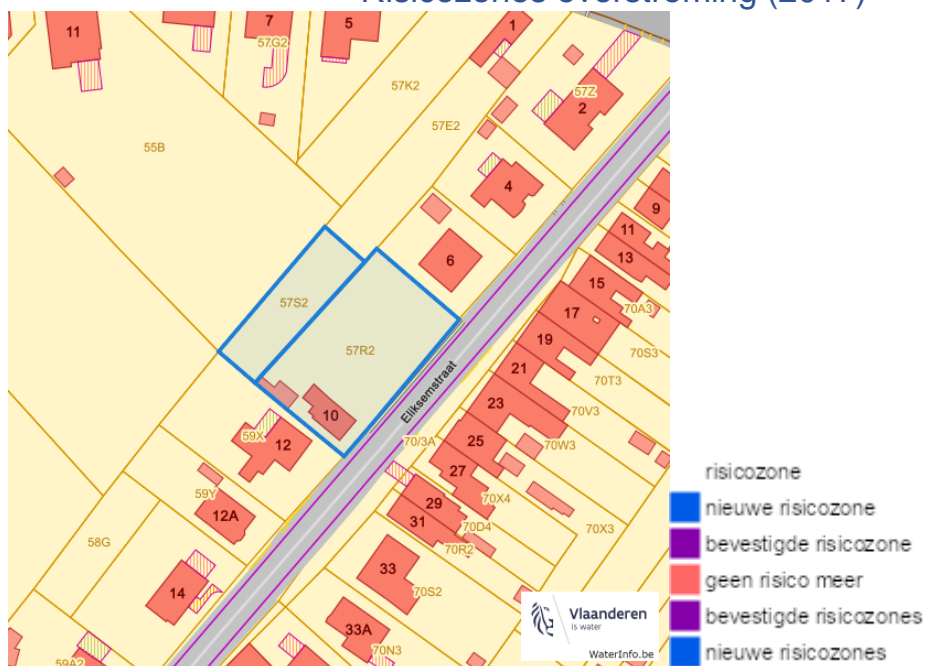 Risicozones overstroming (2017)
11
7
5
1
57G2
57K2
57Z
2
57E2
55B
4
9
11
6
13
15
57S2
17
70A3
19
57R2
70S3
21
70T3
Eliksemstraat
23
70V3
10
59X
12
70/3A
25
70W3
27
59Y
29
70X4
12A
31
70D4
70X3
58G
70R2
33
70S2
14
33A
70N3
59A2
Vlaanderen
is water
WaterInfo.be
risicozone
nieuwe risicozone
bevestigde risicozone
geen risico meer
bevestigde risicozones
nieuwe risicozones